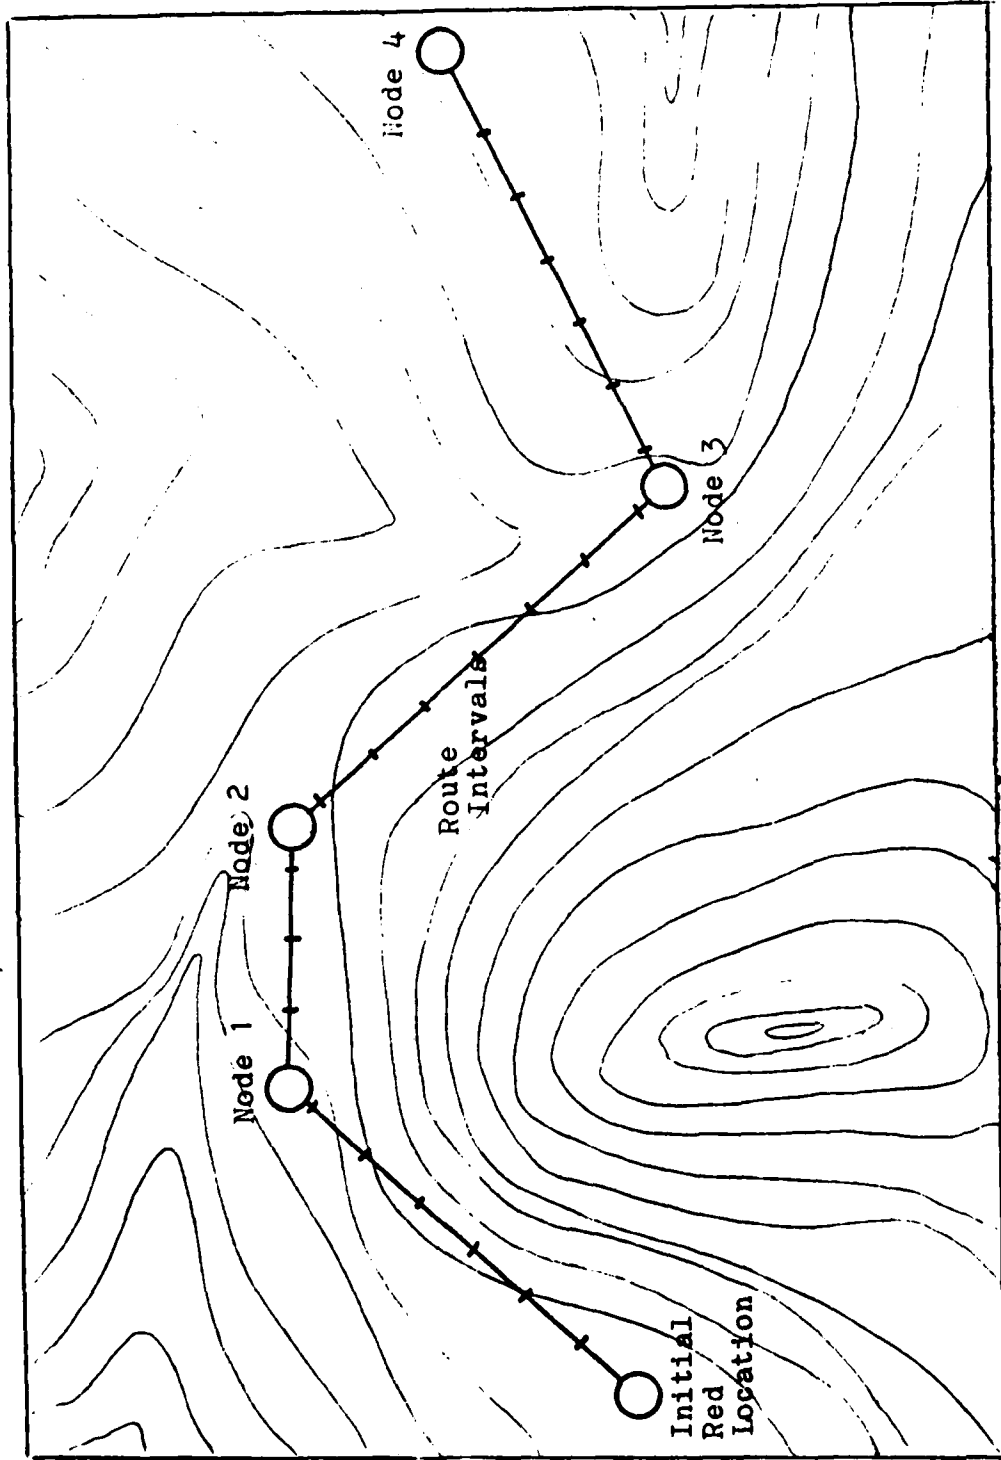 Node 4
Node 3
Node 2
Route
Intervals
Node 1
Initial
Red
Location